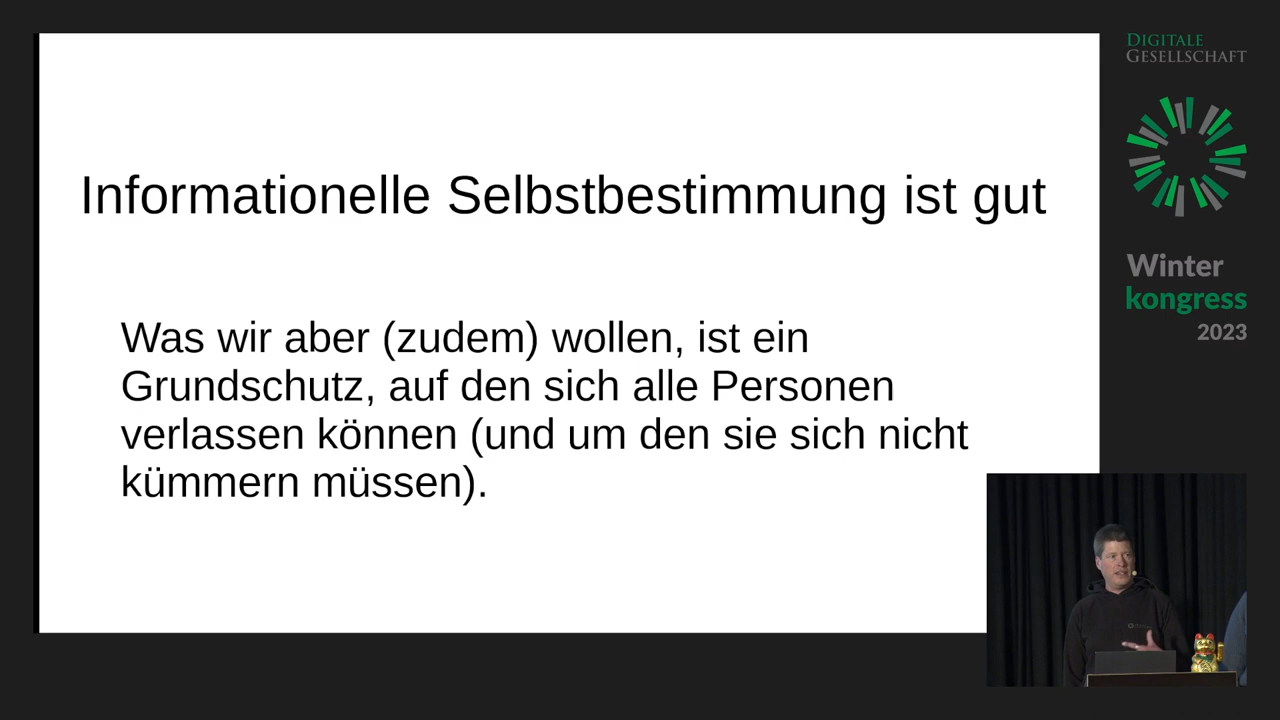 Informationelle Selbstbestimmung ist gut
Was wir aber (zudem) wollen, ist ein
Grundschutz, auf den sich alle Personen
verlassen können (und um den sie sich nicht
kümmern müssen).
DIGITALE
GESELLSCHAFT
Winter
kongress
2023